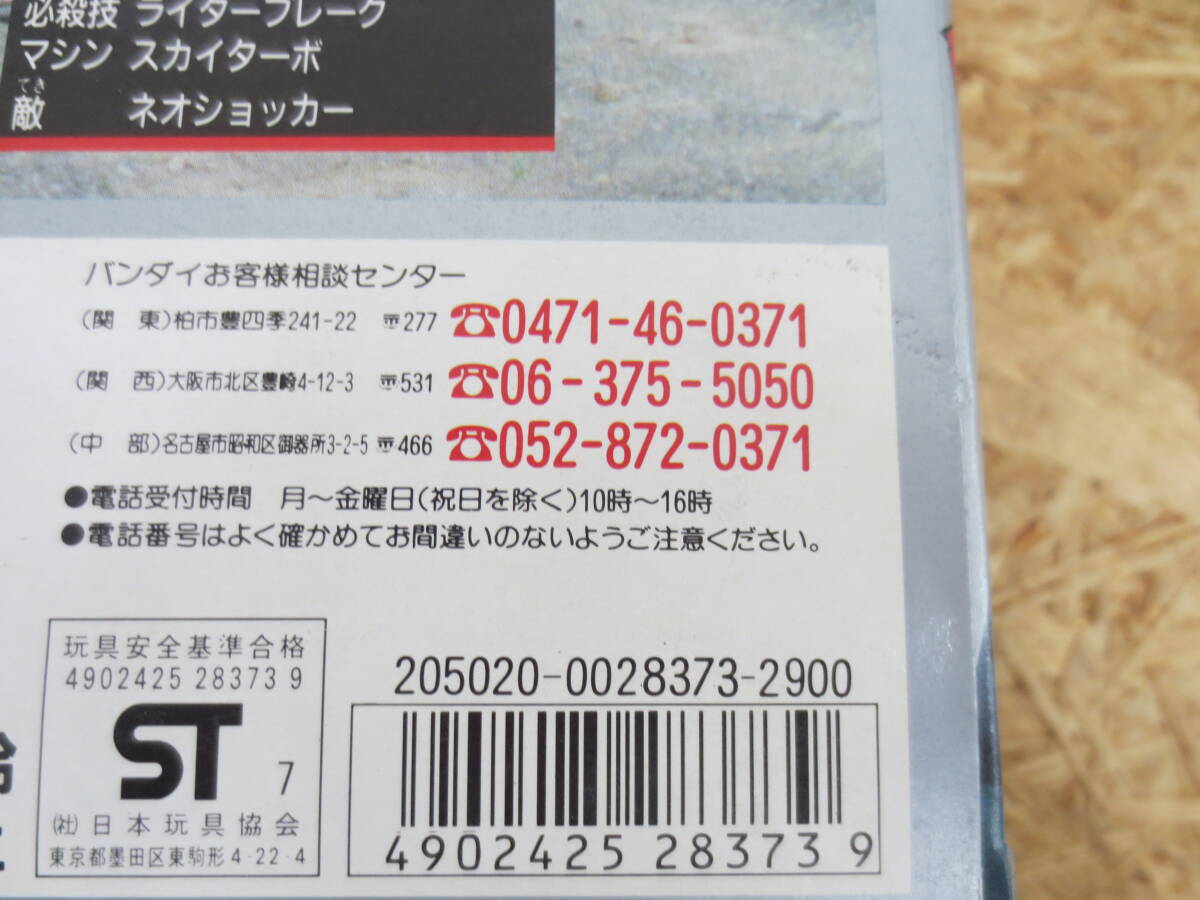 必殺技 ライダーブレーク
マシン スカイターボ
てき
敵 ネオショッカー
バンダイお客様相談センター
(関 東)柏市豊四季241-22 〒277 ☎0471-46-0371
(関 西)大阪市北区豊崎4-12-3 〒531 ☎06-375-5050
(中 部)名古屋市昭和区御器所3-2-5 〒466 ☎052-872-0371
●電話受付時間 月～金曜日(祝日を除く)10時～16時
●電話番号はよく確かめてお間違いのないようご注意ください。
玩具安全基準合格
4902425 28373 9
ST 7
(社)日本玩具協会
東京都墨田区東駒形4-22-4
205020-0028373-2900
4902425 283739